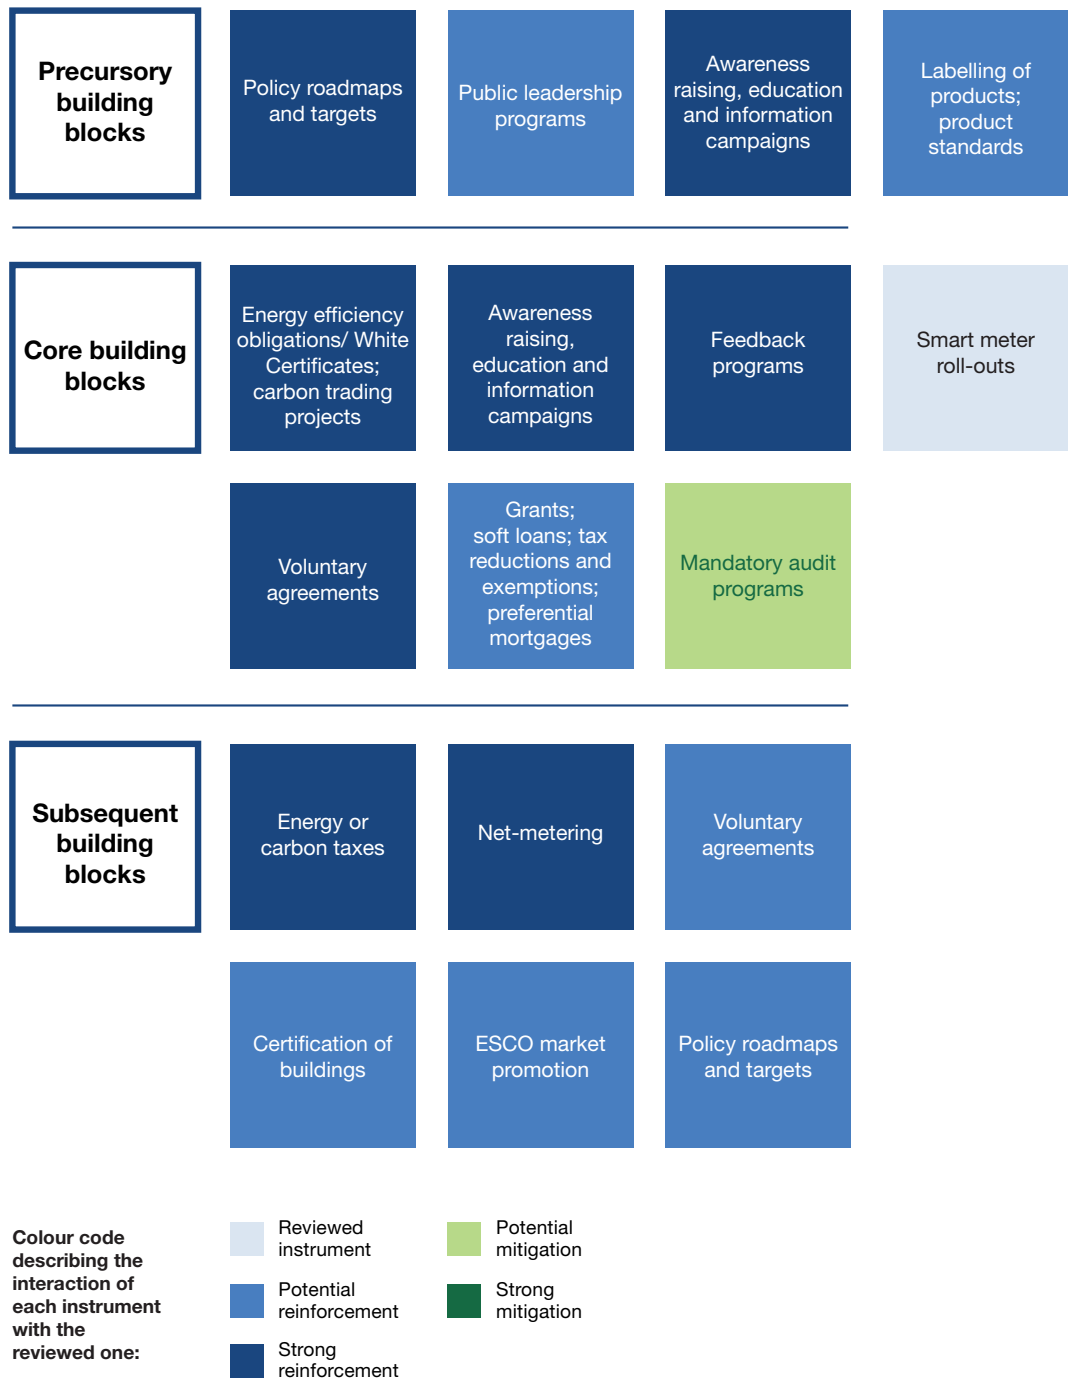 Precursory
building
blocks
Policy roadmaps
and targets
Public leadership
programs
Awareness
raising, education
and information
campaigns
Labelling of
products;
product
standards
Core building
blocks
Energy efficiency
obligations/ White
Certificates;
carbon trading
projects
Awareness
raising,
education and
information
campaigns
Feedback
programs
Smart meter
roll-outs
Voluntary
agreements
Grants;
soft loans; tax
reductions and
exemptions;
preferential
mortgages
Mandatory audit
programs
Subsequent
building
blocks
Energy or
carbon taxes
Net-metering
Voluntary
agreements
Certification of
buildings
ESCO market
promotion
Policy roadmaps
and targets
Colour code
describing the
interaction of
each instrument
with the
reviewed one:
Reviewed
instrument
Potential
reinforcement
Strong
reinforcement
Potential
mitigation
Strong
mitigation